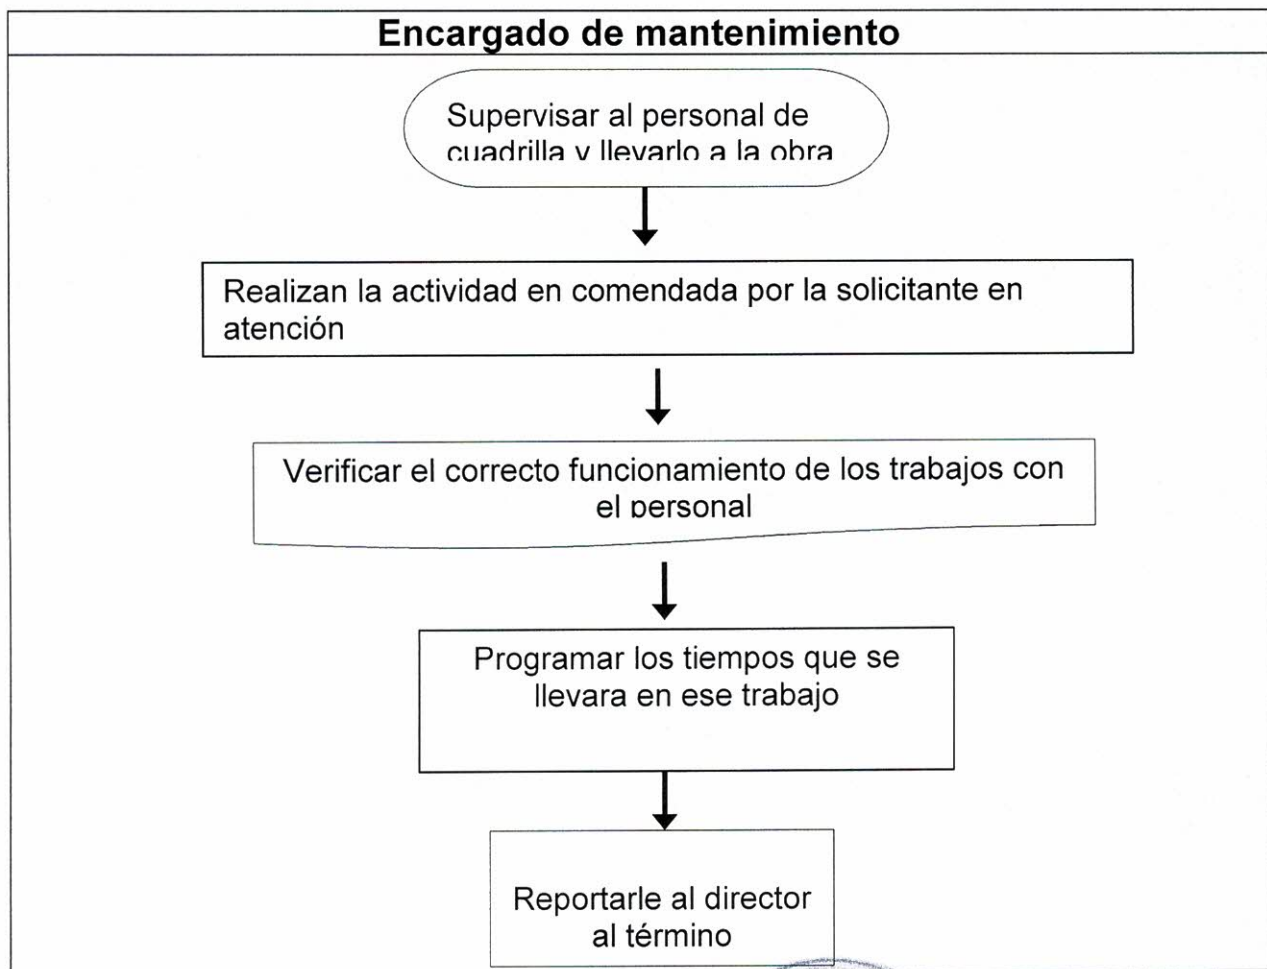 Encargado de mantenimiento
Supervisar al personal de
cuadrilla y llevarlo a la obra
Realizan la actividad en comendada por la solicitante en
atención
Verificar el correcto funcionamiento de los trabajos con
el personal
Programar los tiempos que se
llevara en ese trabajo
Reportarle al director
al término